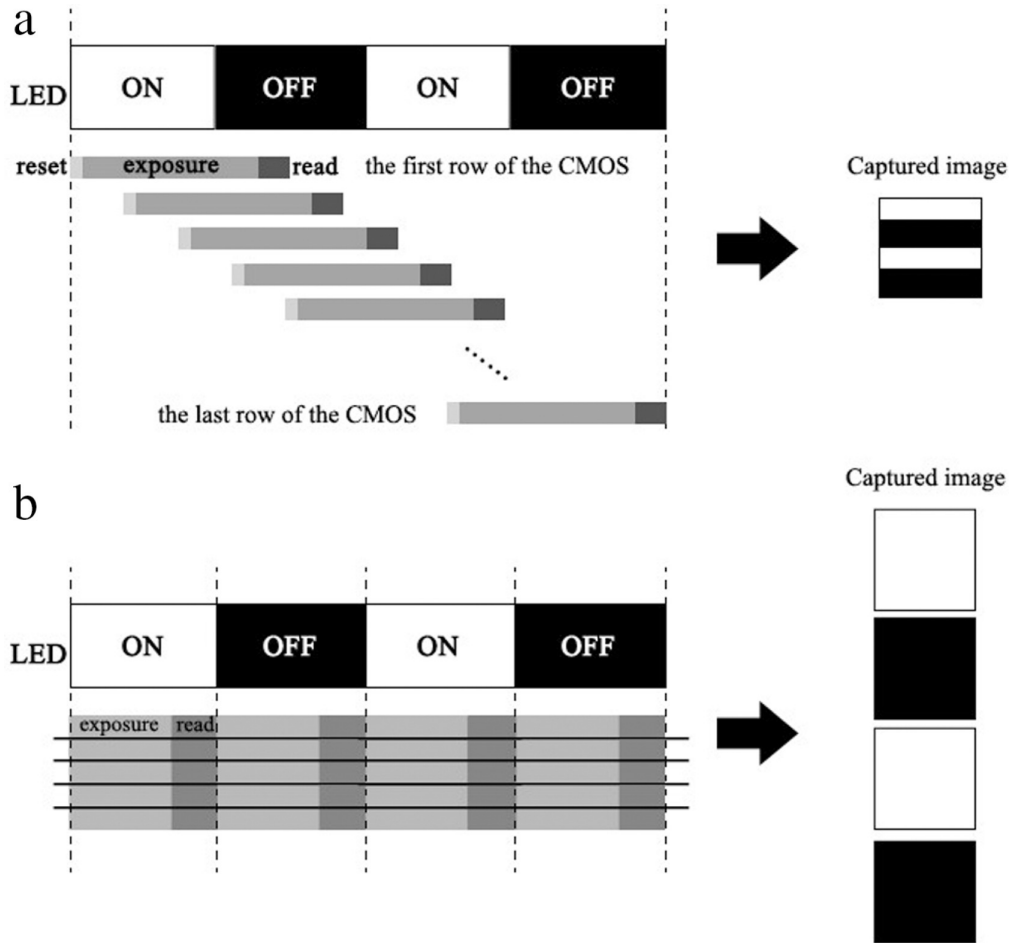 a
LED ON OFF ON OFF
reset exposure read the first row of the CMOS
Captured image
the last row of the CMOS
b
Captured image
LED ON OFF ON OFF
exposure read